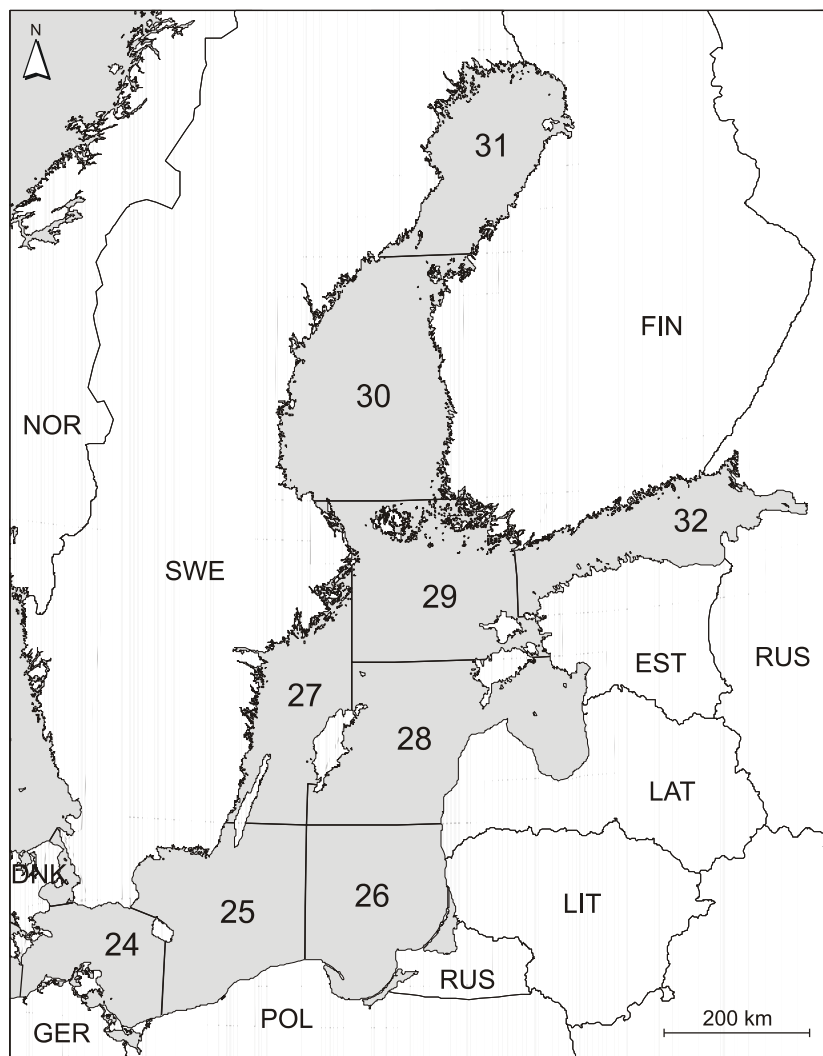 N
31
FIN
30
NOR
32
SWE
29
EST
RUS
27
28
LAT
DNK
26
25
LIT
24
RUS
POL
GER
200 km